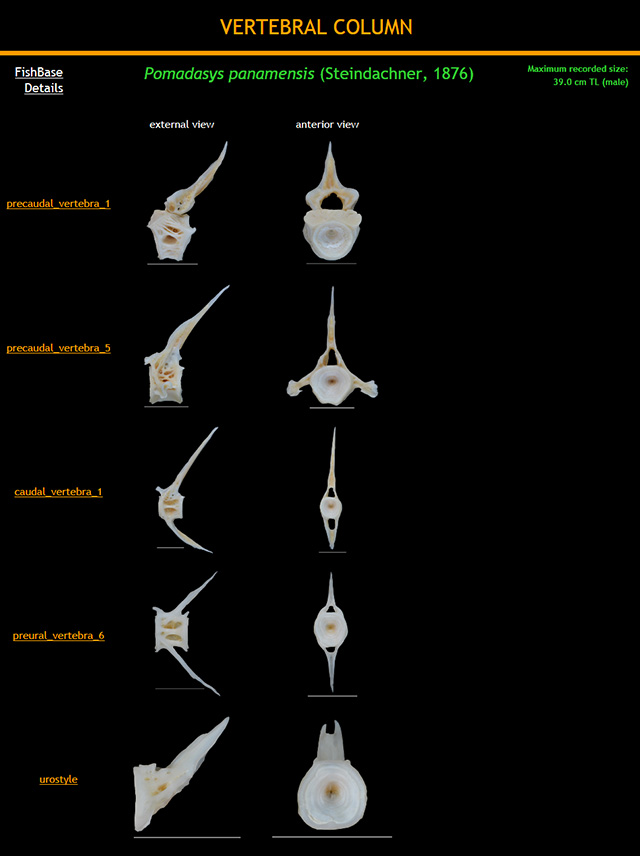 VERTEBRAL COLUMN
FishBase
Details
Pomadasys panamensis (Steindachner, 1876)
Maximum recorded size:
39.0 cm TL (male)
external view
anterior view
precaudal_vertebra_1
precaudal_vertebra_5
caudal_vertebra_1
preural_vertebra_6
urostyle